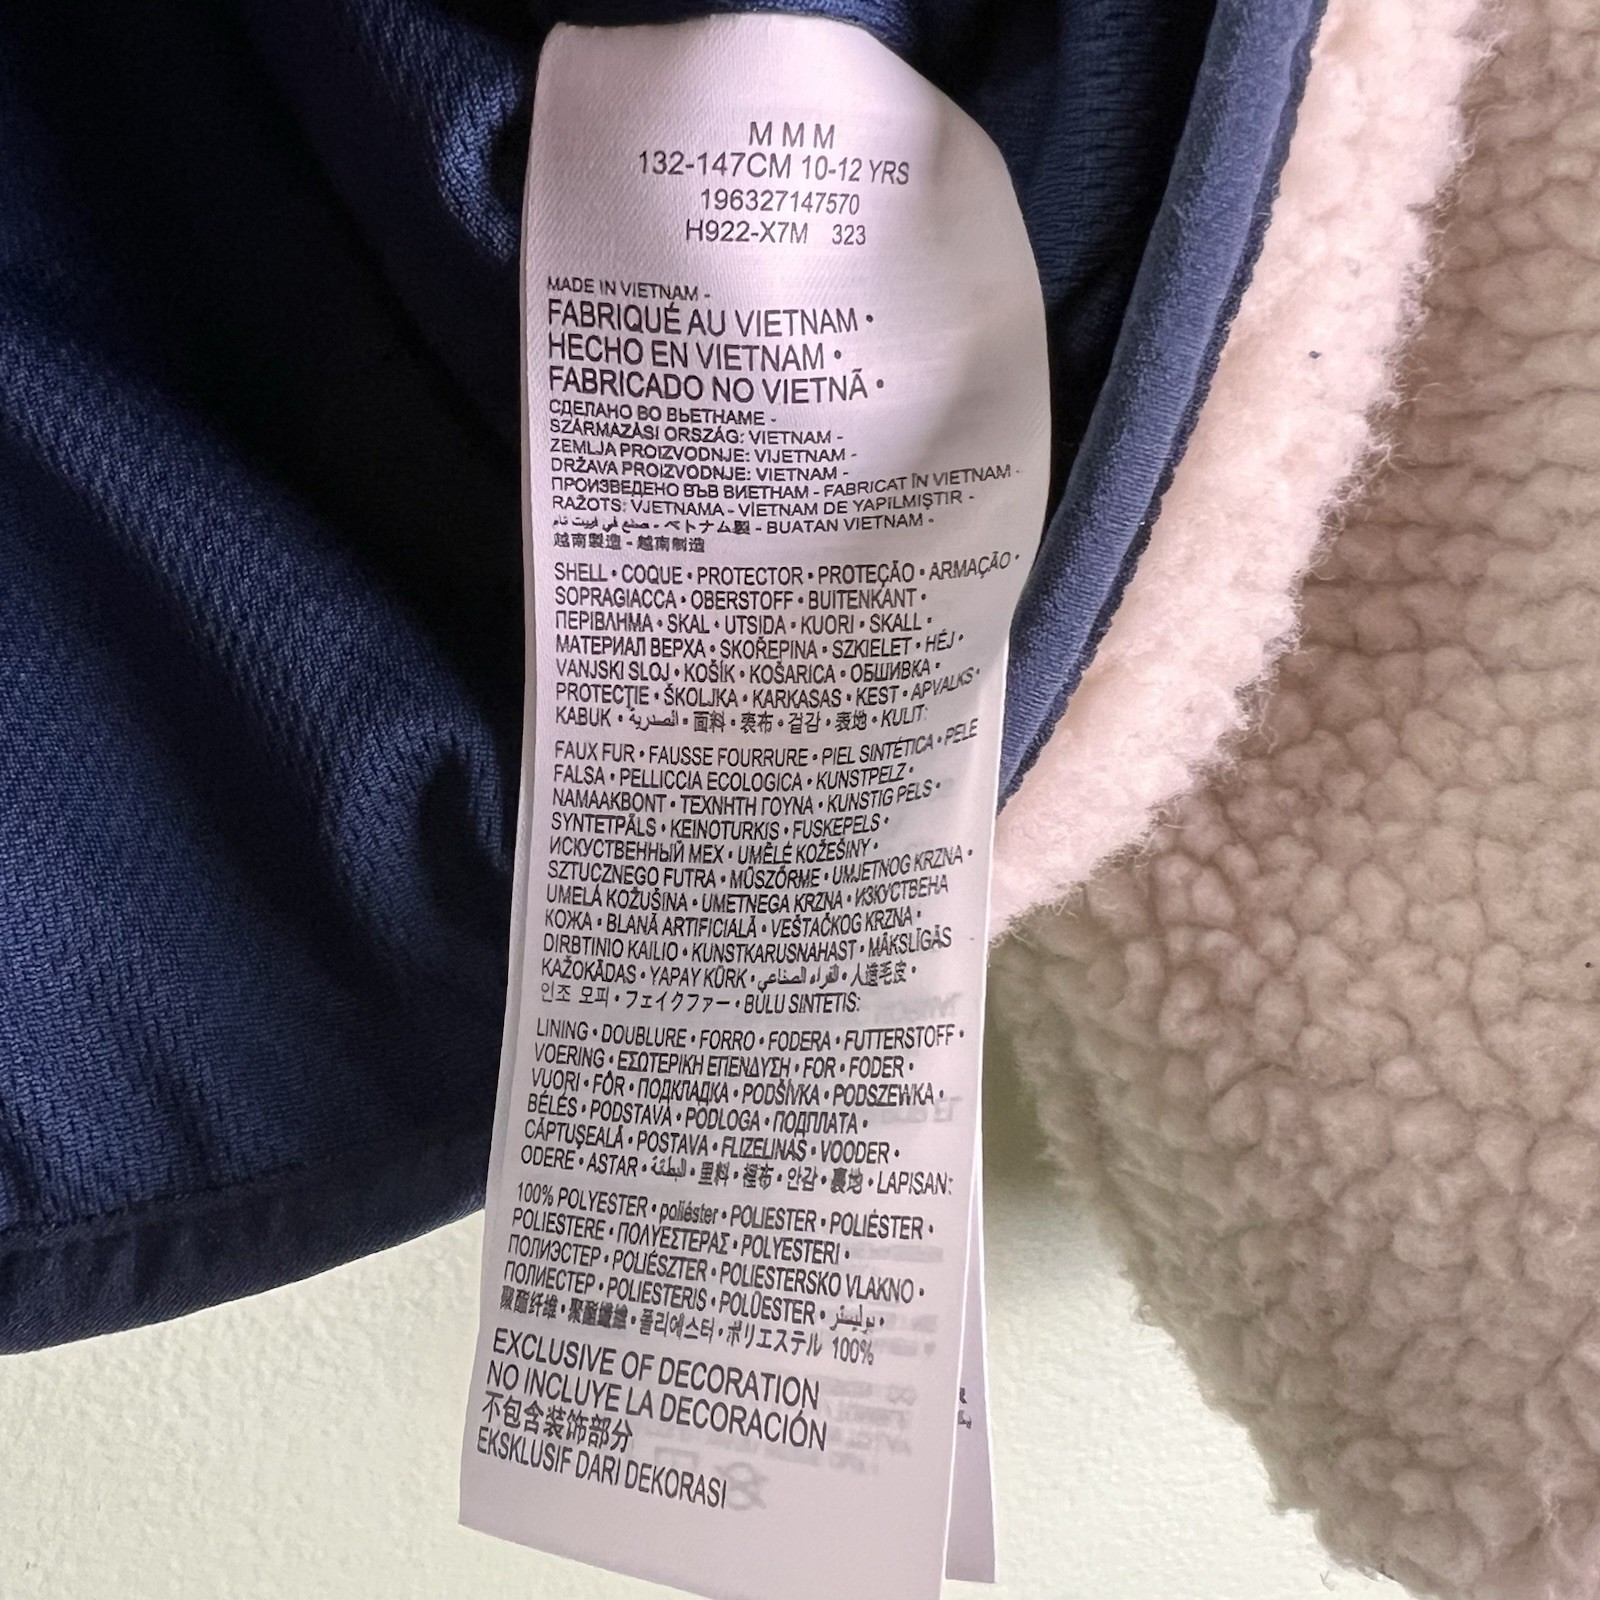 M M M
132-147CM 10-12 YRS
196327147570
H922-X7M 323
MADE IN VIETNAM -
FABRIQUÉ AU VIETNAM •
HECHO EN VIETNAM •
FABRICADO NO VIETNÃ •
СДЕЛАНО ВО ВЬЕТНАМЕ -
SZÁRMAZÁSI ORSZÁG: VIETNAM -
ZEMLJA PROIZVODNJE: VIJETNAM -
DRŽAVA PROIZVODNJE: VIETNAM -
ПРОИЗВЕДЕНО ВЪВ ВИЕТНАМ - FABRICAT ÎN VIETNAM -
RAŽOTS: VJETNAMA - VİETNAM DE YAPILMIŞTIR -
صنع في فييت نام - ベトナム製 - BUATAN VIETNAM -
越南製造 - 越南制造
SHELL • COQUE • PROTECTOR • PROTEÇÃO • ARMAÇÃO •
SOPRAGIACCA • OBERSTOFF • BUITENKANT •
ΠΕΡΙΒΛΗΜΑ • SKAL • UTSIDA • KUORI • SKALL •
МАТЕРИАЛ ВЕРХА • SKOŘEPINA • SZKIELET • HÉJ •
VANJSKI SLOJ • KOŠÍK • KOŠARICA • ОБШИВКА •
PROTECȚIE • ŠKOLJKA • KARKASAS • KEST • APVALKS •
KABUK • الصدرية • 面料 • 表布 • 겉감 • 表地 • KULIT:
FAUX FUR • FAUSSE FOURRURE • PIEL SINTÉTICA • PELE
FALSA • PELLICCIA ECOLOGICA • KUNSTPELZ •
NAMAAKBONT • ΤΕΧΝΗΤΗ ΓΟΥΝΑ • KUNSTIG PELS •
SYNTETPÄLS • KEINOTURKIS • FUSKEPELS •
ИСКУСТВЕННЫЙ МЕХ • UMĚLÉ KOŽEŠINY •
SZTUCZNEGO FUTRA • MŰSZŐRME • UMJETNOG KRZNA •
UMELÁ KOŽUŠINA • UMETNEGA KRZNA • ИЗКУСТВЕНА
КОЖА • BLANĂ ARTIFICIALĂ • VEŠTAČKOG KRZNA •
DIRBTINIO KAILIO • KUNSTKARUSNAHAST • MĀKSLĪGĀS
KAŽOKĀDAS • YAPAY KÜRK • الفراء الصناعي • 人造毛皮 •
인조 모피 • フェイクファー • BULU SINTETIS:
LINING • DOUBLURE • FORRO • FODERA • FUTTERSTOFF •
VOERING • ΕΣΩΤΕΡΙΚΗ ΕΠΕΝΔΥΣΗ • FOR • FODER •
VUORI • FÔR • ПОДКЛАДКА • PODŠÍVKA • PODSZEWKA •
BÉLÉS • PODSTAVA • PODLOGA • ПОДПЛАТА •
CĂPTUȘEALĂ • POSTAVA • FLIZELINAS • VOODER •
ODERE • ASTAR • البطانة • 里料 • 裡布 • 안감 • 裏地 • LAPISAN:
100% POLYESTER • poliéster • POLIESTER • POLIÉSTER •
POLIESTERE • ΠΟΛΥΕΣΤΕΡΑΣ • POLYESTERI •
ПОЛИЭСТЕР • POLIÉSZTER • POLIESTERSKO VLAKNO •
ПОЛИЕСТЕР • POLIESTERIS • POLÜESTER • بوليستر •
聚酯纤维 • 聚酯纖維 • 폴리에스터 • ポリエステル 100%
EXCLUSIVE OF DECORATION
NO INCLUYE LA DECORACIÓN
不包含装饰部分
EKSKLUSIF DARI DEKORASI